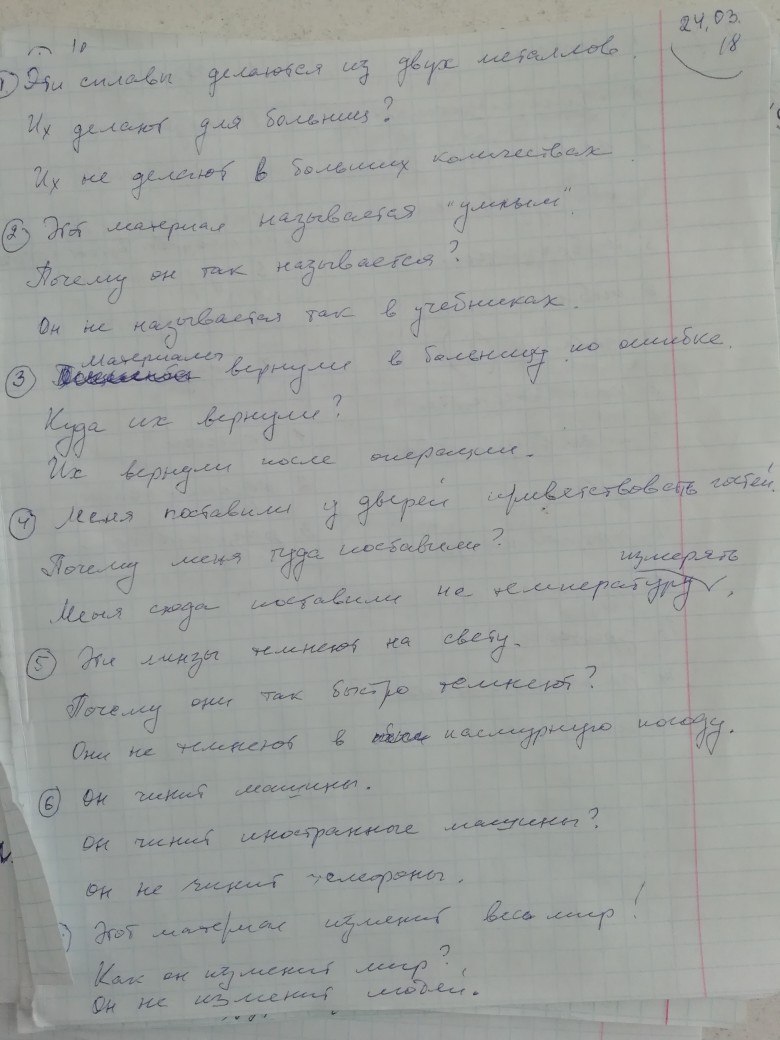 24.03.
18
10
1) Эти сплавы делаются из двух металлов.
Их делают для больниц?
Их не делают в больших количествах
2) Этот материал называется "умным".
Почему он так называется?
Он не называется так в учебниках.
3) Материалы вернули в больницу по ошибке.
Куда их вернули?
Их вернули после операции.
4) Меня поставили у дверей приветствовать гостей.
Почему меня туда поставили?
измерять
Меня сюда поставили не температуру.
5) Эти линзы темнеют на свету.
Почему они так быстро темнеют?
Они не темнеют в пасмурную погоду.
6) Он чинит машины.
Он чинит иностранные машины?
Он не чинит телефоны.
Этот материал изменит весь мир!
Как он изменит мир?
Он не изменит людей.